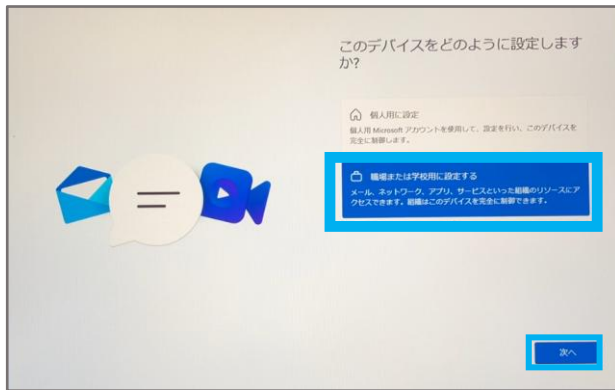 このデバイスをどのように設定します
か?
個人用に設定
個人用 Microsoft アカウントを使用して、設定を行い、このデバイスを
完全に制御します。
職場または学校用に設定する
メール、ネットワーク、アプリ、サービスといった組織のリソースにア
クセスできます。組織はこのデバイスを完全に制御できます。
次へ